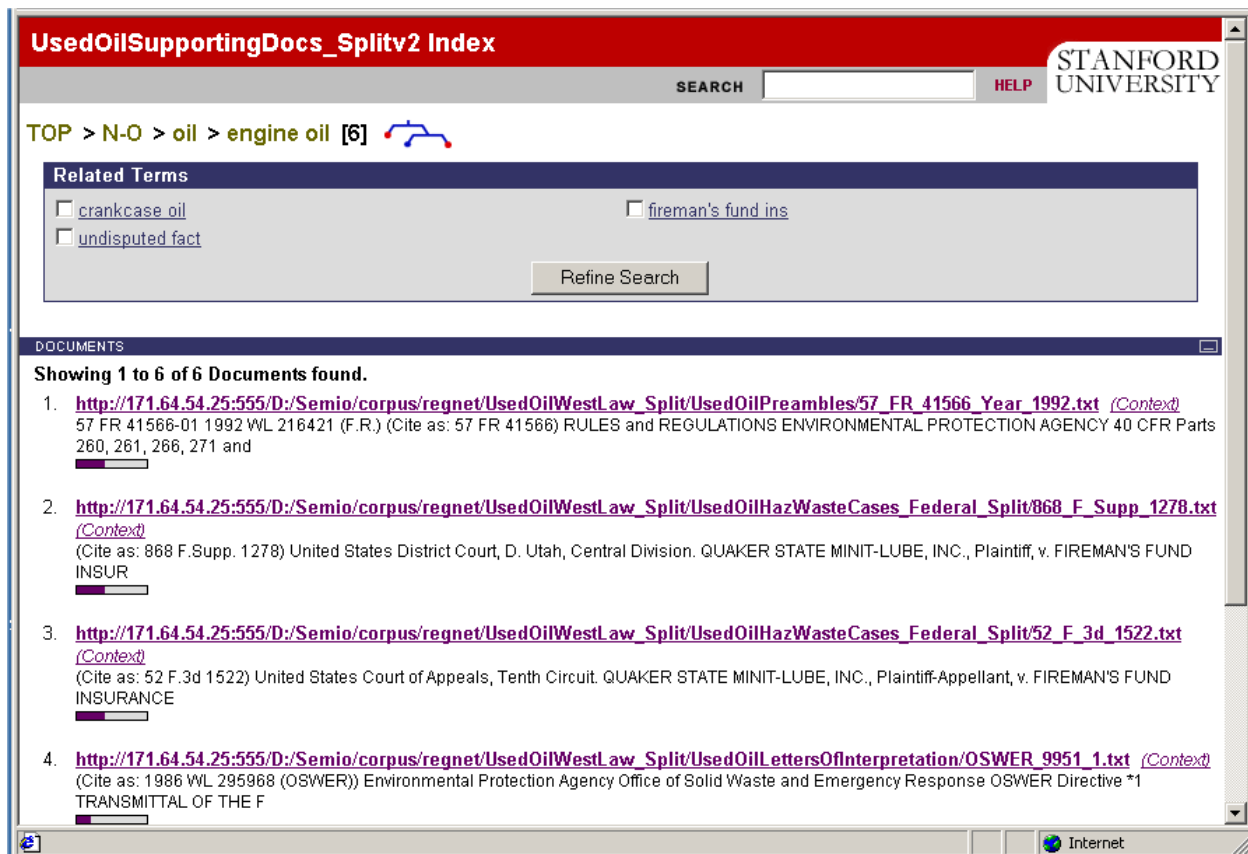 UsedOilSupportingDocs_Splitv2 Index
STANFORD
UNIVERSITY
SEARCH
HELP
TOP > N-O > oil > engine oil [6]
Related Terms
crankcase oil
fireman's fund ins
undisputed fact
Refine Search
DOCUMENTS
Showing 1 to 6 of 6 Documents found.
1. http://171.64.54.25:555/D:/Semio/corpus/regnet/UsedOilWestLaw_Split/UsedOilPreambles/57_FR_41566_Year_1992.txt (Context)
57 FR 41566-01 1992 WL 216421 (F.R.) (Cite as: 57 FR 41566) RULES and REGULATIONS ENVIRONMENTAL PROTECTION AGENCY 40 CFR Parts
260, 261, 266, 271 and
2. http://171.64.54.25:555/D:/Semio/corpus/regnet/UsedOilWestLaw_Split/UsedOilHazWasteCases_Federal_Split/868_F_Supp_1278.txt
(Context)
(Cite as: 868 F.Supp. 1278) United States District Court, D. Utah, Central Division. QUAKER STATE MINIT-LUBE, INC., Plaintiff, v. FIREMAN'S FUND
INSUR
3. http://171.64.54.25:555/D:/Semio/corpus/regnet/UsedOilWestLaw_Split/UsedOilHazWasteCases_Federal_Split/52_F_3d_1522.txt
(Context)
(Cite as: 52 F.3d 1522) United States Court of Appeals, Tenth Circuit. QUAKER STATE MINIT-LUBE, INC., Plaintiff-Appellant, v. FIREMAN'S FUND
INSURANCE
4. http://171.64.54.25:555/D:/Semio/corpus/regnet/UsedOilWestLaw_Split/UsedOilLettersOfInterpretation/OSWER_9951_1.txt (Context)
(Cite as: 1986 WL 295968 (OSWER)) Environmental Protection Agency Office of Solid Waste and Emergency Response OSWER Directive *1
TRANSMITTAL OF THE F
Internet